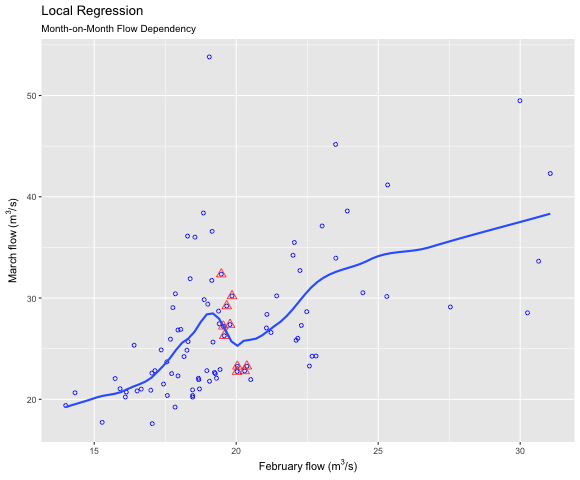 Local Regression
Month-on-Month Flow Dependency
50
40
30
20
March flow (m³/s)
15
20
25
30
February flow (m³/s)